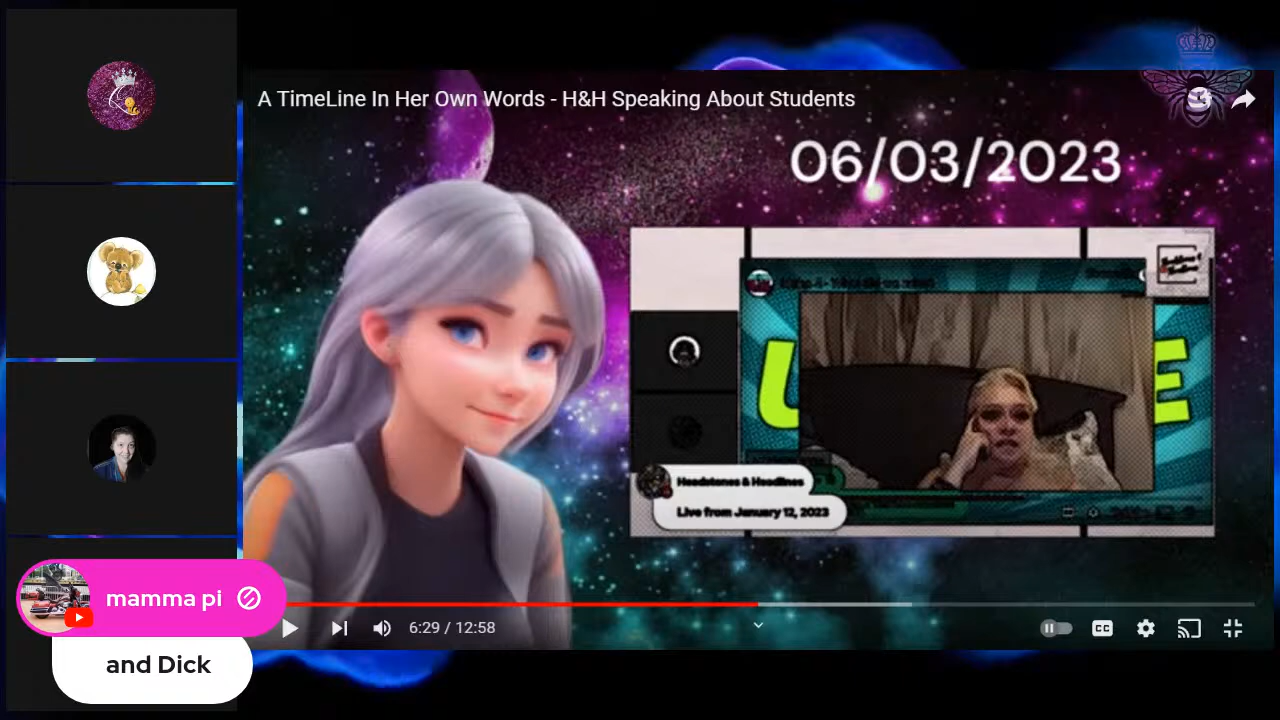 A TimeLine In Her Own Words - H&H Speaking About Students
06/03/2023
U
E
Headstones & Headlines
Live from January 12, 2023
mamma pi
and Dick
6:29 / 12:58
CC